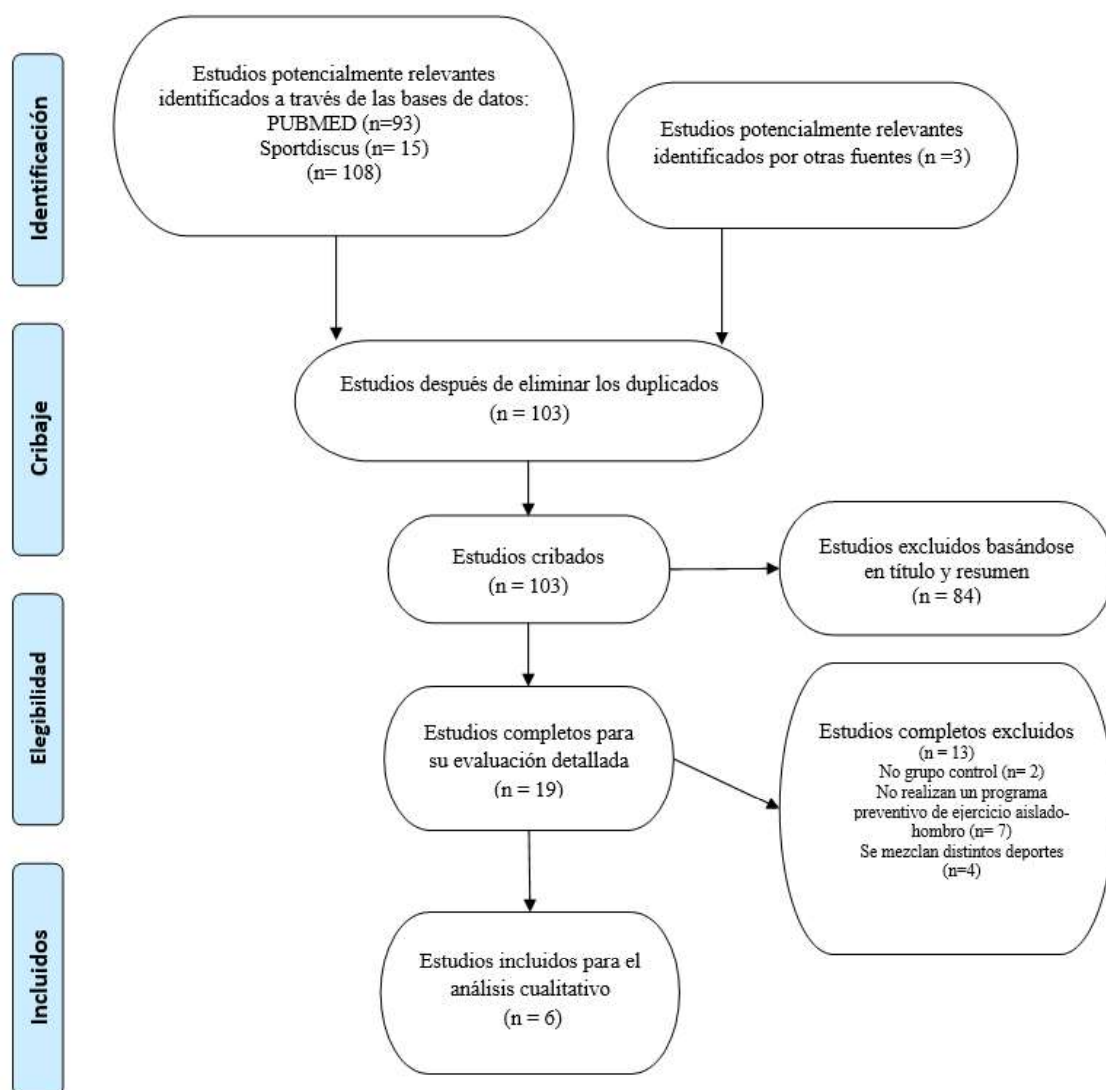 Identificación
Estudios potencialmente relevantes
identificados a través de las bases de datos:
PUBMED (n=93)
Sportdiscus (n= 15)
(n= 108)
Estudios potencialmente relevantes
identificados por otras fuentes (n =3)
Cribaje
Estudios después de eliminar los duplicados
(n = 103)
Estudios cribados
(n = 103)
Estudios excluidos basándose
en título y resumen
(n = 84)
Elegibilidad
Estudios completos para
su evaluación detallada
(n = 19)
Estudios completos excluidos
(n = 13)
No grupo control (n= 2)
No realizan un programa
preventivo de ejercicio aislado-
hombro (n= 7)
Se mezclan distintos deportes
(n=4)
Incluidos
Estudios incluidos para el
análisis cualitativo
(n = 6)